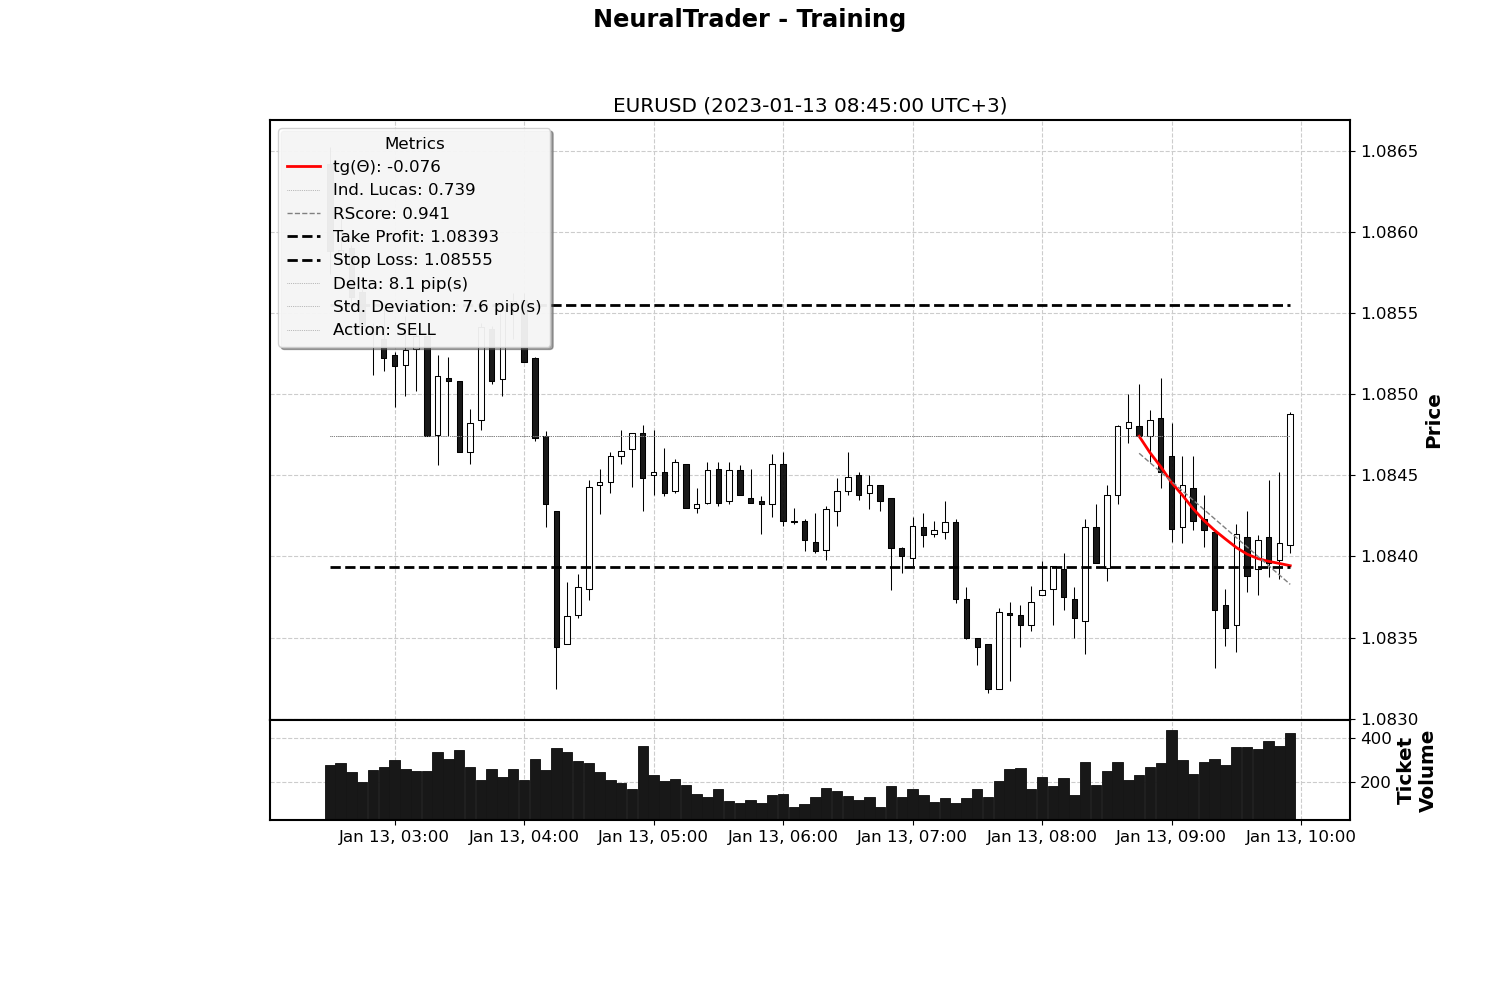 NeuralTrader - Training
EURUSD (2023-01-13 08:45:00 UTC+3)
Metrics
tg(Θ): -0.076
Ind. Lucas: 0.739
RScore: 0.941
Take Profit: 1.08393
Stop Loss: 1.08555
Delta: 8.1 pip(s)
Std. Deviation: 7.6 pip(s)
Action: SELL
1.0865
1.0860
1.0855
1.0850
1.0845
1.0840
1.0835
1.0830
Price
400
200
Ticket
Volume
Jan 13, 03:00
Jan 13, 04:00
Jan 13, 05:00
Jan 13, 06:00
Jan 13, 07:00
Jan 13, 08:00
Jan 13, 09:00
Jan 13, 10:00